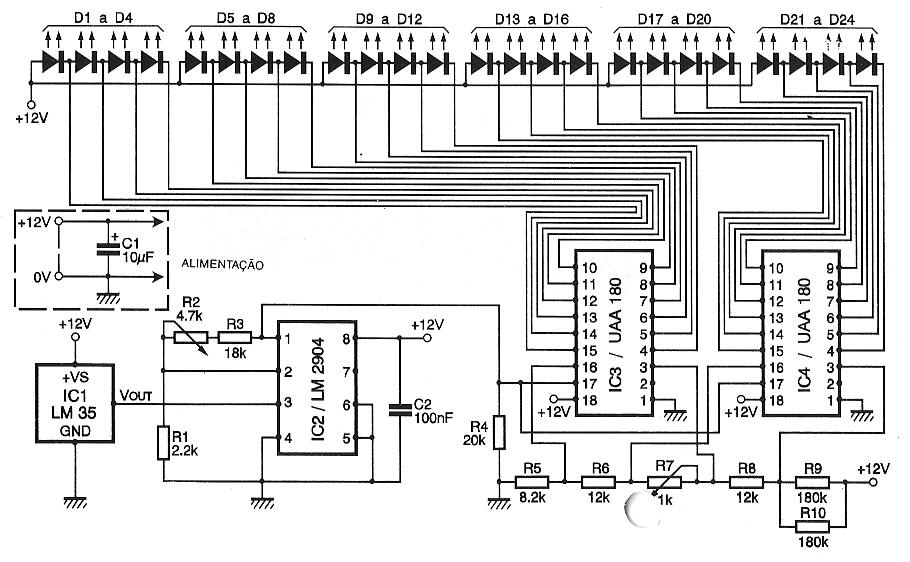 D1 a D4
D5 a D8
D9 a D12
D13 a D16
D17 a D20
D21 a D24
+12V
+12V
0V
+
C1
10µF
ALIMENTAÇÃO
+12V
+VS
IC1
LM 35
GND
VOUT
R2
4.7k
R3
18k
R1
2.2k
IC2 / LM 2904
1
2
3
4
8
7
6
5
+12V
C2
100nF
R4
20k
IC3 / UAA 180
10
11
12
13
14
15
16
17
18
9
8
7
6
5
4
3
2
1
+12V
IC4 / UAA 180
10
11
12
13
14
15
16
17
18
9
8
7
6
5
4
3
2
1
+12V
R5
8.2k
R6
12k
R7
1k
R8
12k
R9
180k
R10
180k
+12V